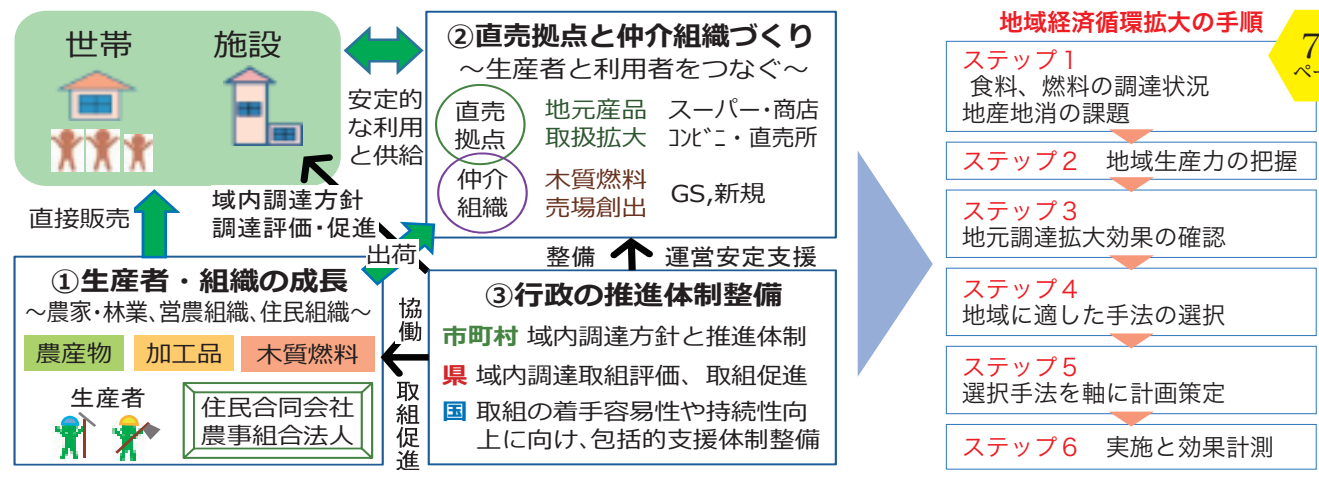 世帯
施設
安定的
な利用
と供給
直接販売
域内調達方針
調達評価・促進
出荷
①生産者・組織の成長
～農家・林業、営農組織、住民組織～
農産物
加工品
木質燃料
生産者
住民合同会社
農事組合法人
②直売拠点と仲介組織づくり
～生産者と利用者をつなぐ～
直売
拠点
地元産品
取扱拡大
スーパー・商店
ｺﾝﾋﾞﾆ・直売所
仲介
組織
木質燃料
売場創出
GS,新規
整備
運営安定支援
協働
取組促進
③行政の推進体制整備
市町村 域内調達方針と推進体制
県 域内調達取組評価、取組促進
国 取組の着手容易性や持続性向
上に向け、包括的支援体制整備
地域経済循環拡大の手順
7
ステップ１
食料、燃料の調達状況
地産地消の課題
ステップ２ 地域生産力の把握
ステップ３
地元調達拡大効果の確認
ステップ４
地域に適した手法の選択
ステップ５
選択手法を軸に計画策定
ステップ６ 実施と効果計測